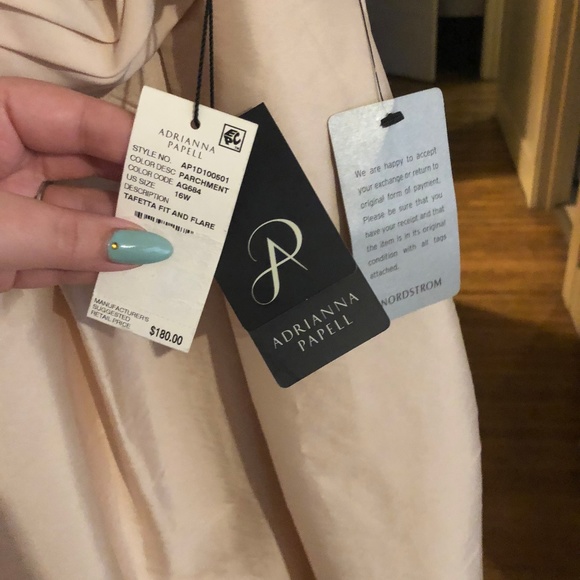 ADRIANNA
PAPELL
STYLE NO. AP1D100601
COLOR DESC PARCHMENT
COLOR CODE AG684
US SIZE 16W
DESCRIPTION
TAFETTA FIT AND FLARE
MANUFACTURER'S
SUGGESTED
RETAIL PRICE $180.00
ADRIANNA
PAPELL
We are happy to accept
your exchange or return to
original form of payment.
Please be sure that you
have your receipt and that
the item is in its original
condition with all tags
attached.
NORDSTROM